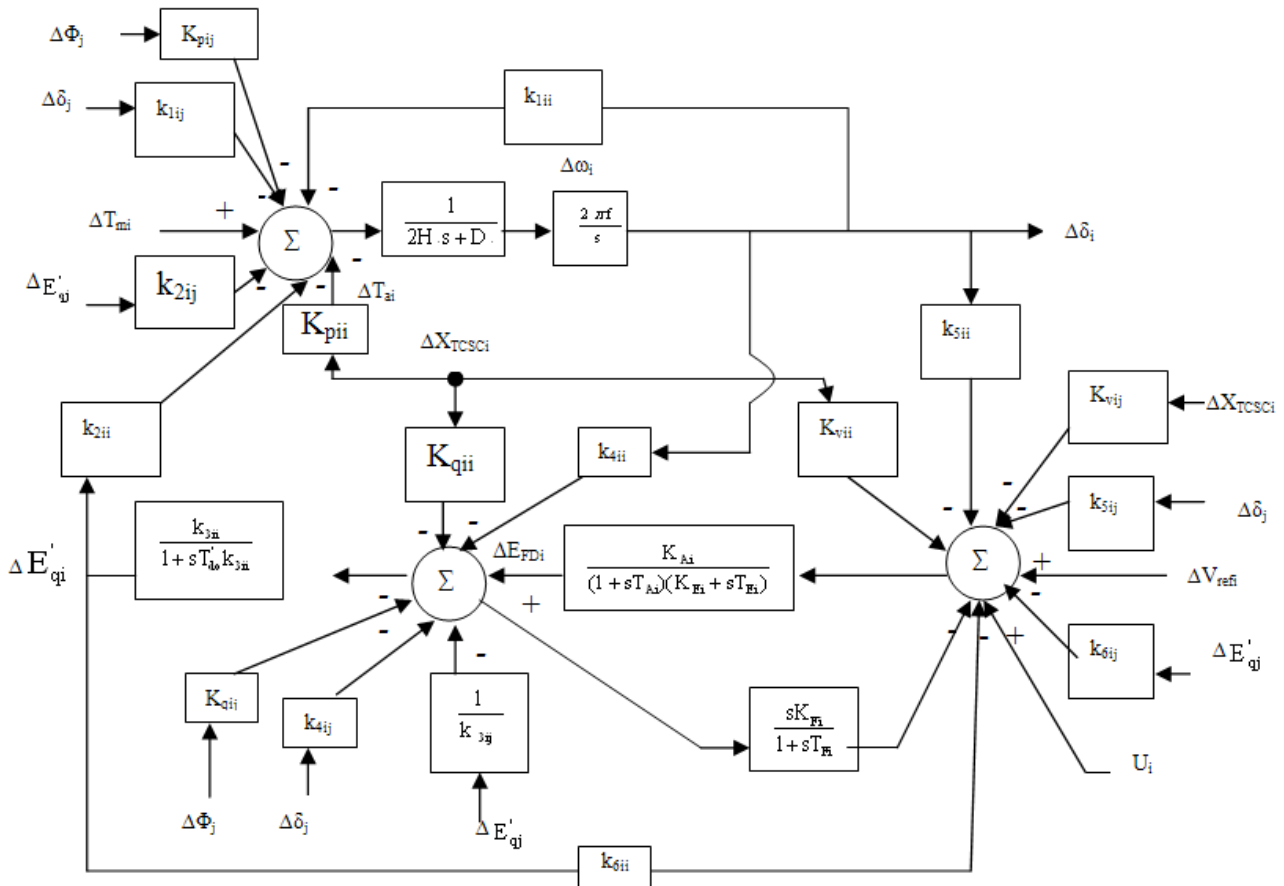 ΔΦj
Kpij
Δδj
k1ij
k1ii
Δωi
-
-
-
+
ΔTmi
Σ
1
2H s + D
2 πf
s
Δδi
ΔE'qj
k2ij
-
-
-
ΔTai
Kpii
ΔXTCSCi
k5ii
k2ii
Kqii
k4ii
Kvii
Kvij
ΔXTCSCi
k3ii
1 + sT'do k3ii
-
-
-
-
-
k5ij
Δδj
ΔE'qi
Σ
ΔEFDi
KAi
(1 + sTAi)(KEi + sTEi)
Σ
+
ΔVrefi
+
-
-
-
-
-
-
+
k6ij
ΔE'qj
Kqij
k4ij
1
k3ij
sKFi
1 + sTFi
Ui
ΔΦj
Δδj
ΔE'qj
k6ii